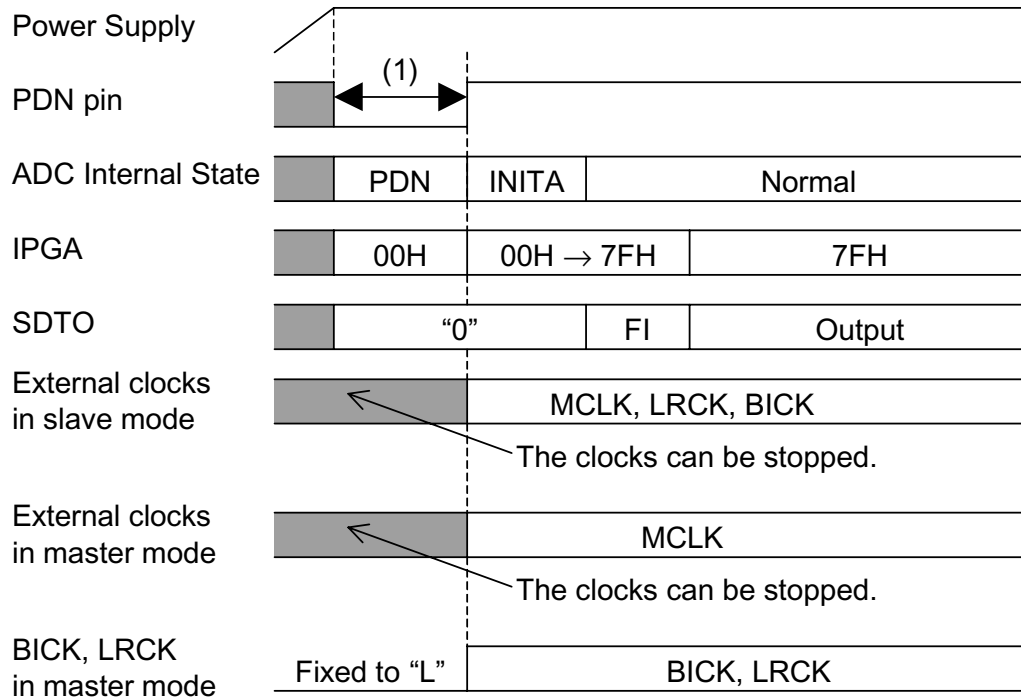 Power Supply
(1)
PDN pin
ADC Internal State PDN INITA Normal
IPGA 00H 00H → 7FH 7FH
SDTO “0” FI Output
External clocks
in slave mode
MCLK, LRCK, BICK
The clocks can be stopped.
External clocks
in master mode
MCLK
The clocks can be stopped.
BICK, LRCK
in master mode
Fixed to “L” BICK, LRCK